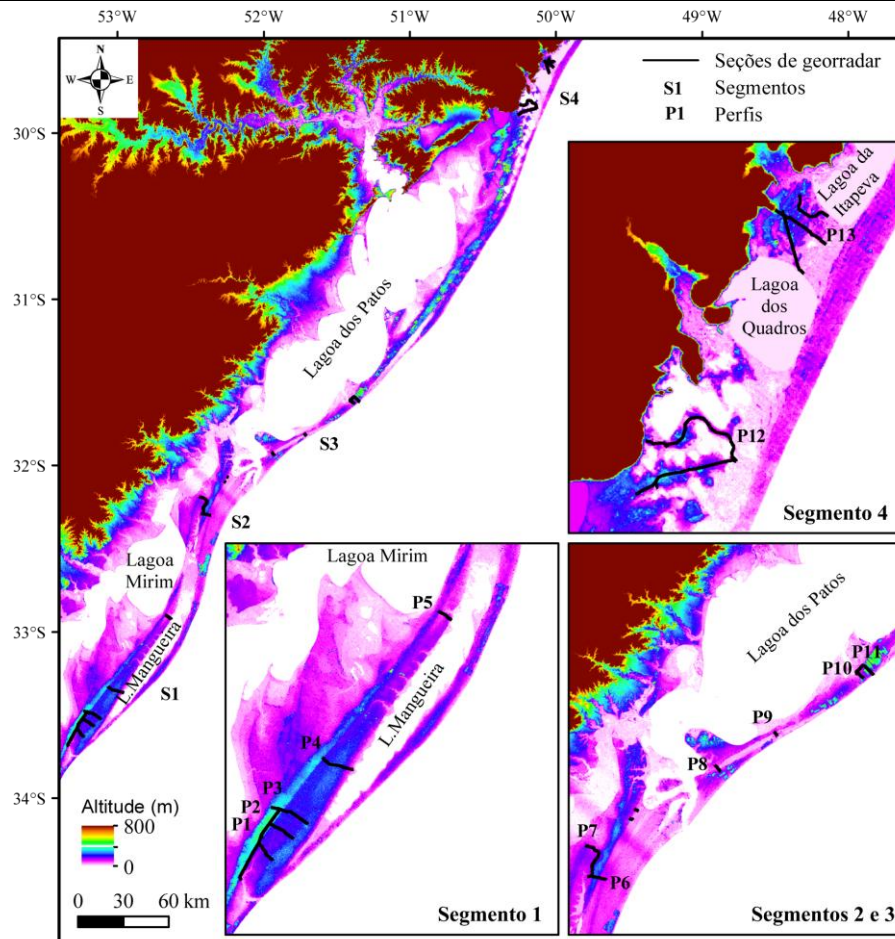 53°W 52°W 51°W 50°W 49°W 48°W 47°W
N
W E
S
Seções de georradar
S1 Segmentos
P1 Perfis
30°S
31°S
32°S
33°S
34°S
S4
Lagoa dos Patos
S3
S2
Lagoa
Mirim
L.Mangueira
S1
Altitude (m)
800
0
0 30 60 km
Lagoa da
Itapeva
P13
Lagoa
dos
Quadros
P12
Segmento 4
Lagoa Mirim
P5
L.Mangueira
P4
P3
P2
P1
Segmento 1
Lagoa dos Patos
P11
P10
P9
P8
P7
P6
Segmentos 2 e 3